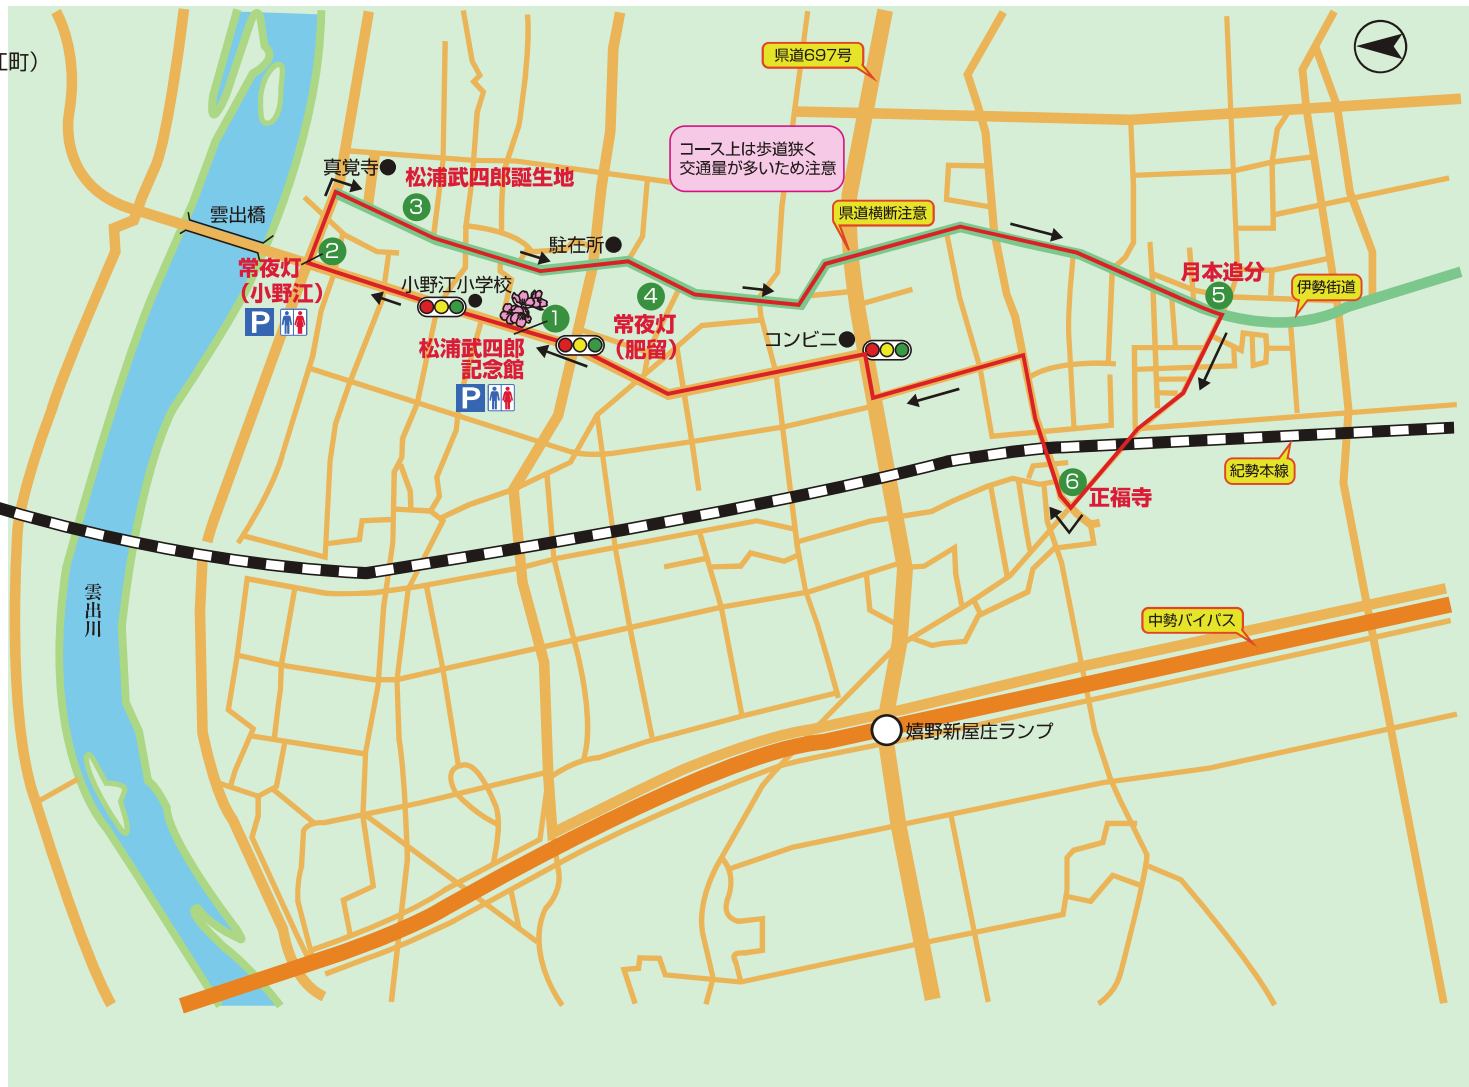 江町）
県道697号
コース上は歩道狭く
交通量が多いため注意
真覚寺
松浦武四郎誕生地
3
県道横断注意
雲出橋
2
駐在所
常夜灯
（小野江）
P
小野江小学校
4
常夜灯
（肥留）
1
松浦武四郎
記念館
P
コンビニ
月本追分
5
伊勢街道
紀勢本線
6
正福寺
雲出川
中勢バイパス
嬉野新屋庄ランプ